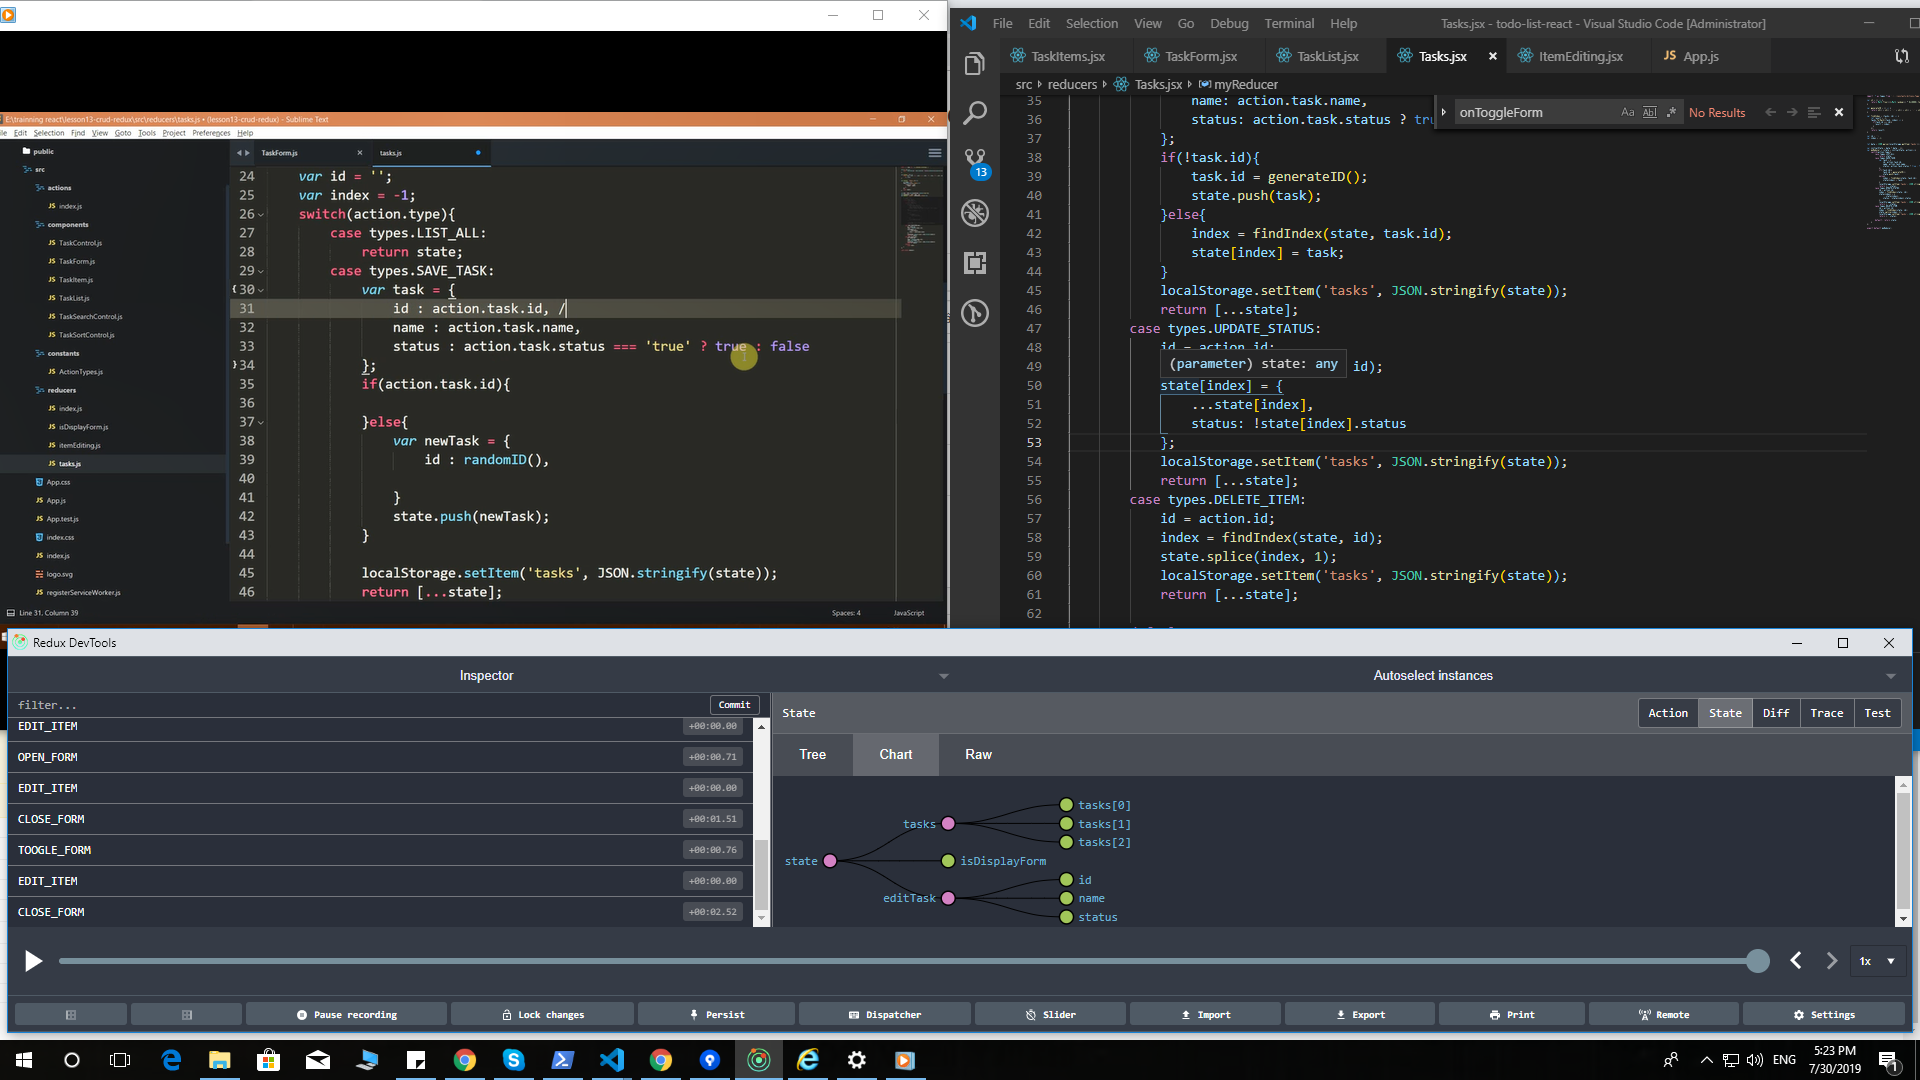 E\trainning react\lesson13-crud-redux\src\reducers\tasks.js • (lesson13-crud-redux) - Sublime Text
Edit Selection Find View Goto Tools Project Preferences Help
public
src
actions
index.js
components
TaskControl.js
TaskForm.js
TaskItem.js
TaskList.js
TaskSearchControl.js
TaskSortControl.js
constants
ActionTypes.js
reducers
index.js
isDisplayForm.js
itemEditing.js
tasks.js
App.css
App.js
App.test.js
index.css
index.js
logo.svg
registerServiceWorker.js
TaskForm.js × tasks.js
24 var id = '';
25 var index = -1;
26 switch(action.type){
27 case types.LIST_ALL:
28 return state;
29 case types.SAVE_TASK:
30 var task = {
31 id : action.task.id, /
32 name : action.task.name,
33 status : action.task.status === 'true' ? true : false
34 };
35 if(action.task.id){
36
37 }else{
38 var newTask = {
39 id : randomID(),
40
41 }
42 state.push(newTask);
43 }
44
45 localStorage.setItem('tasks', JSON.stringify(state));
46 return [...state];
Line 31, Column 39 Spaces: 4 JavaScript
File Edit Selection View Go Debug Terminal Help Tasks.jsx - todo-list-react - Visual Studio Code [Administrator]
TaskItems.jsx TaskForm.jsx TaskList.jsx Tasks.jsx × ItemEditing.jsx JS App.js
src › reducers › Tasks.jsx › myReducer
onToggleForm Aa Abl .* No Results
13
35 name: action.task.name,
36 status: action.task.status ? tru
37 };
38 if(!task.id){
39 task.id = generateID();
40 state.push(task);
41 }else{
42 index = findIndex(state, task.id);
43 state[index] = task;
44 }
45 localStorage.setItem('tasks', JSON.stringify(state));
46 return [...state];
47 case types.UPDATE_STATUS:
48 id = action.id;
49 (parameter) state: any id);
50 state[index] = {
51 ...state[index],
52 status: !state[index].status
53 };
54 localStorage.setItem('tasks', JSON.stringify(state));
55 return [...state];
56 case types.DELETE_ITEM:
57 id = action.id;
58 index = findIndex(state, id);
59 state.splice(index, 1);
60 localStorage.setItem('tasks', JSON.stringify(state));
61 return [...state];
62
Redux DevTools
Inspector Autoselect instances
filter... Commit
EDIT_ITEM +00:00.00
OPEN_FORM +00:00.71
EDIT_ITEM +00:00.00
CLOSE_FORM +00:01.51
TOOGLE_FORM +00:00.76
EDIT_ITEM +00:00.00
CLOSE_FORM +00:02.52
State Action State Diff Trace Test
Tree Chart Raw
tasks[0]
tasks tasks[1]
tasks[2]
state isDisplayForm
id
editTask name
status
1x
Pause recording Lock changes Persist Dispatcher Slider Import Export Print Remote Settings
ENG 5:23 PM
7/30/2019
1